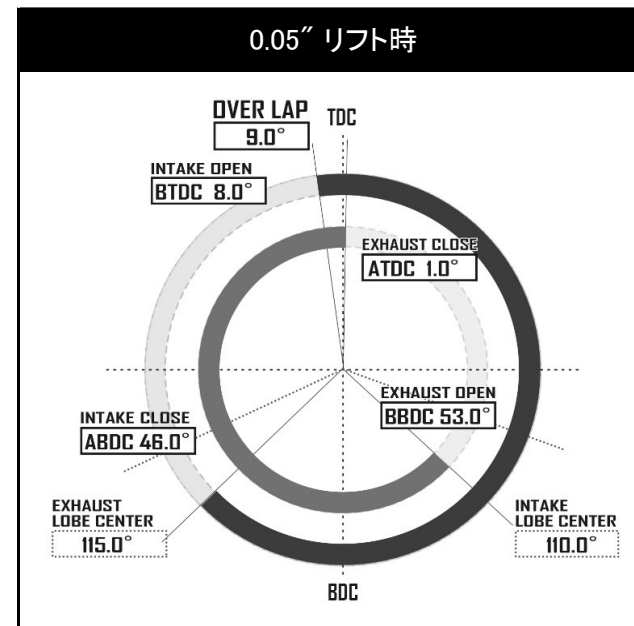 0.05″ リフト時
OVER LAP
9.0°
TDC
INTAKE OPEN
BTDC 8.0°
EXHAUST CLOSE
ATDC 1.0°
EXHAUST OPEN
BBDC 53.0°
INTAKE CLOSE
ABDC 46.0°
EXHAUST
LOBE CENTER
115.0°
INTAKE
LOBE CENTER
110.0°
BDC